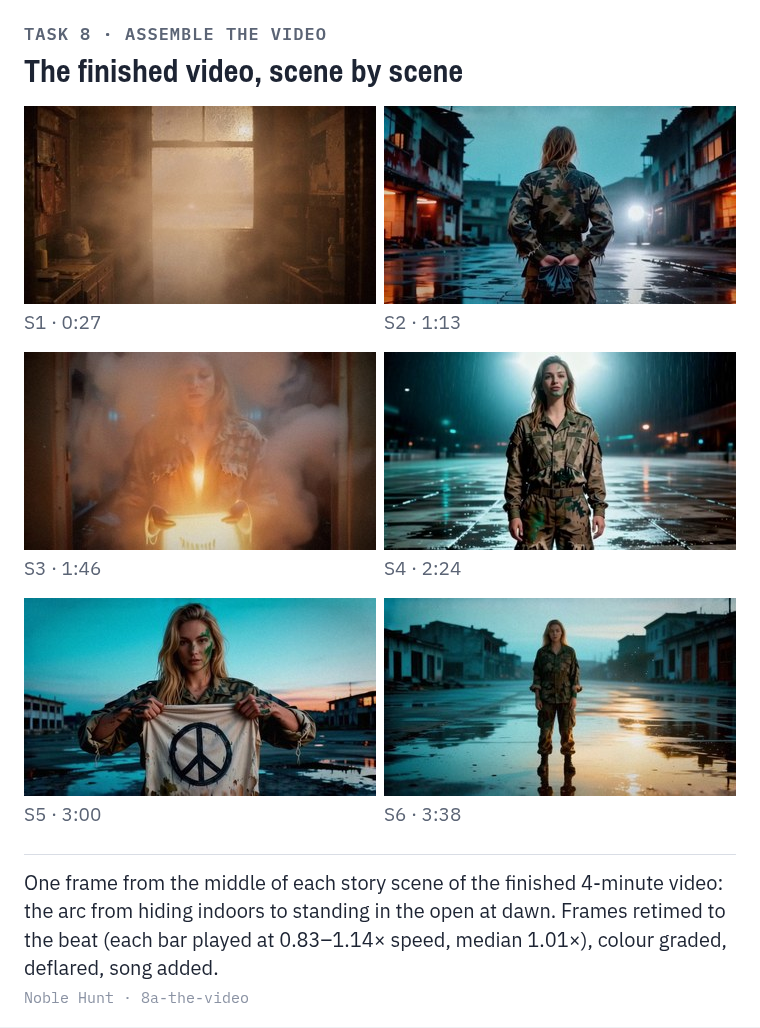 TASK 8 · ASSEMBLE THE VIDEO
The finished video, scene by scene
S1 · 0:27
S2 · 1:13
S3 · 1:46
S4 · 2:24
S5 · 3:00
S6 · 3:38
One frame from the middle of each story scene of the finished 4-minute video:
the arc from hiding indoors to standing in the open at dawn. Frames retimed to
the beat (each bar played at 0.83–1.14× speed, median 1.01×), colour graded,
deflared, song added.
Noble Hunt · 8a-the-video